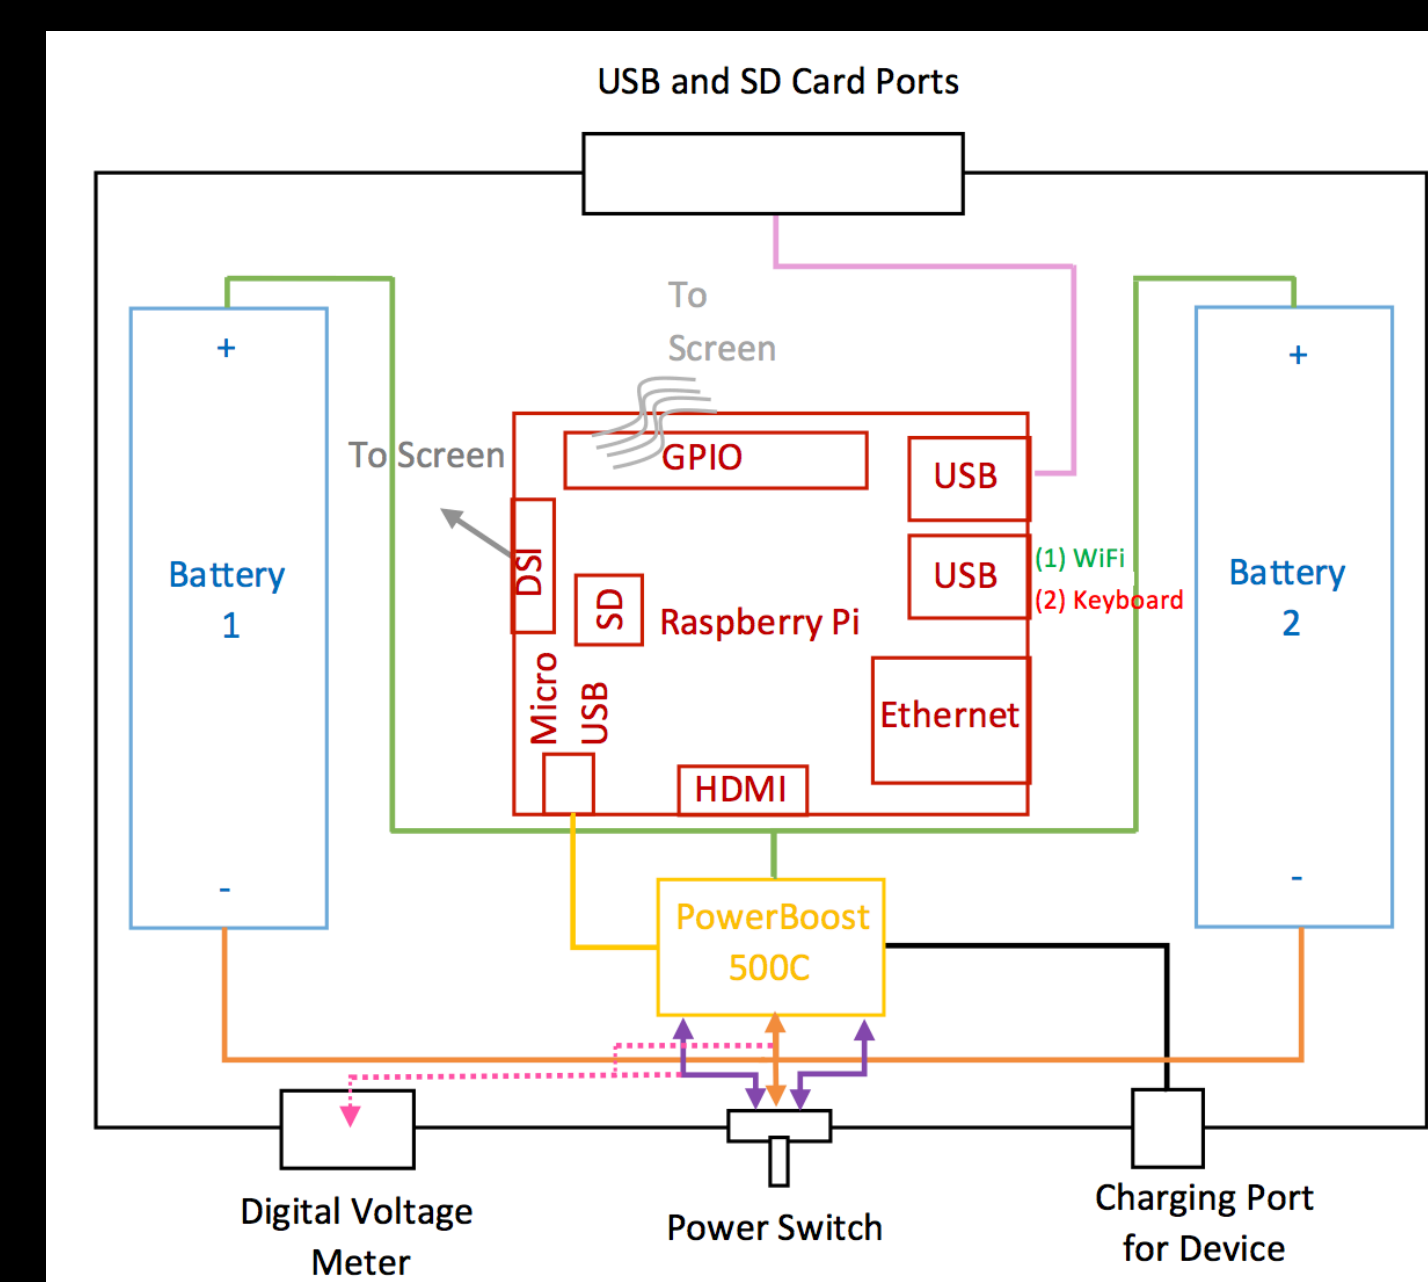 USB and SD Card Ports
To
Screen
+
+
To Screen
GPIO
USB
DSI
(1) WiFi
USB
(2) Keyboard
Battery
1
SD
Raspberry Pi
Battery
2
Micro
USB
Ethernet
HDMI
-
-
PowerBoost
500C
Digital Voltage
Meter
Power Switch
Charging Port
for Device